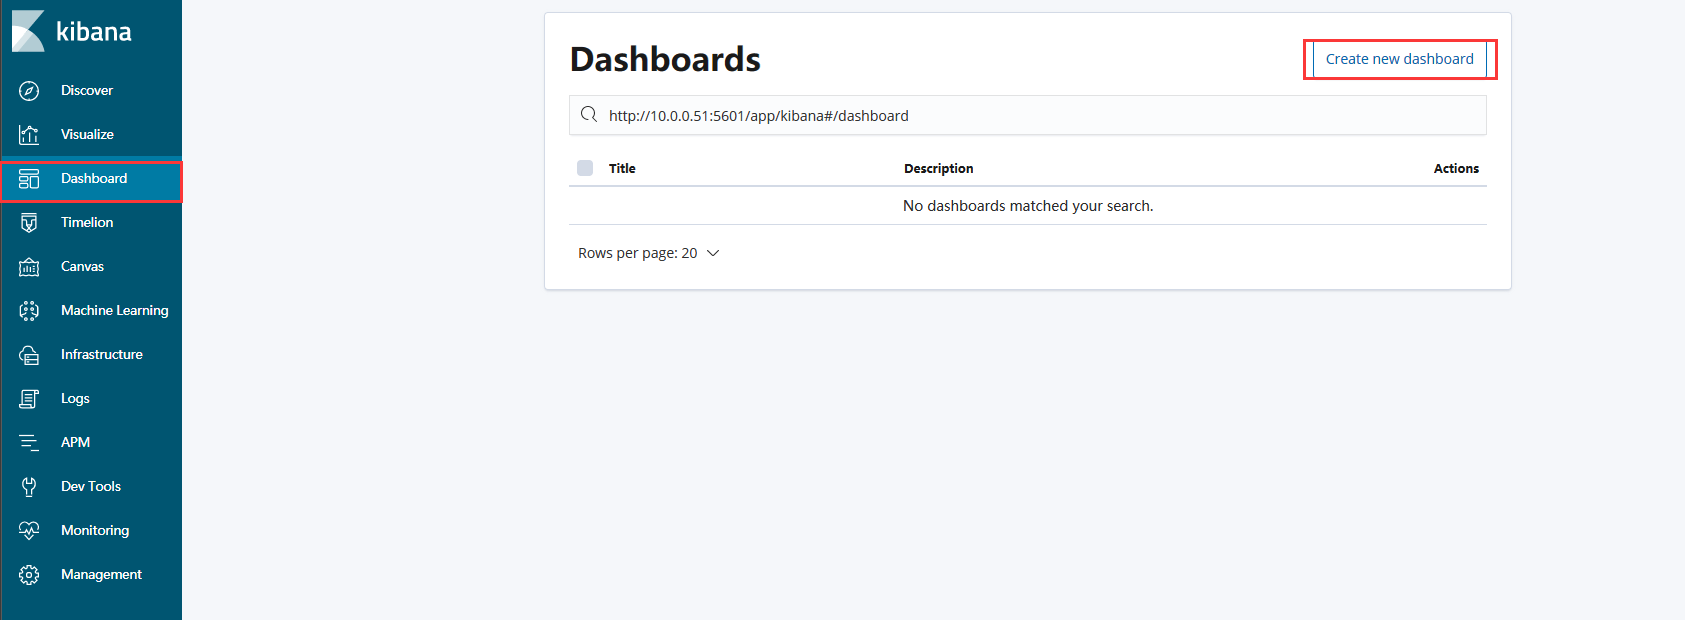 kibana
Discover
Visualize
Dashboard
Timelion
Canvas
Machine Learning
Infrastructure
Logs
APM
Dev Tools
Monitoring
Management
Dashboards
Create new dashboard
http://10.0.0.51:5601/app/kibana#/dashboard
Title Description Actions
No dashboards matched your search.
Rows per page: 20